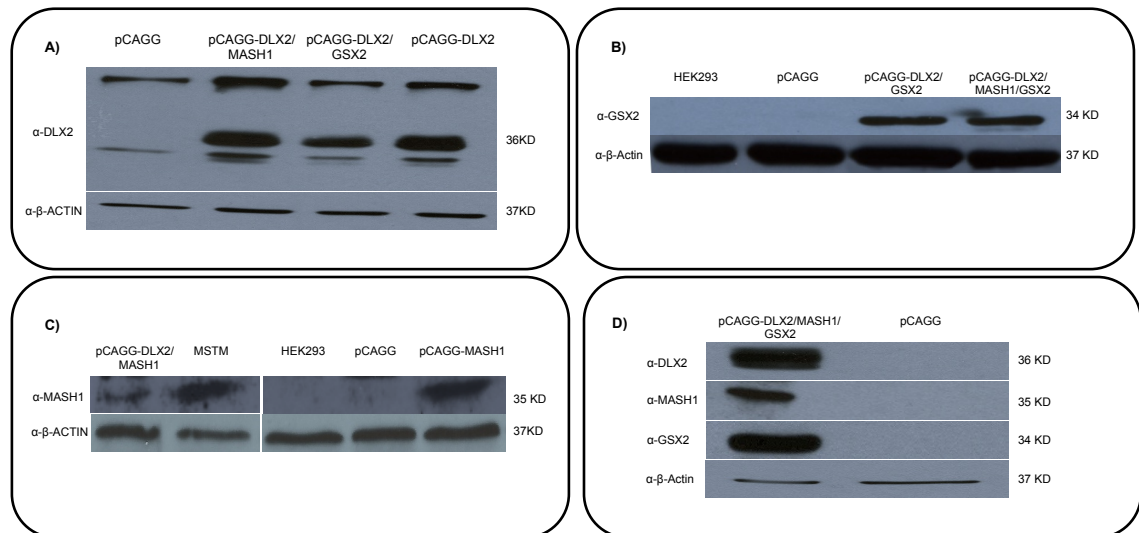 A)
pCAGG pCAGG-DLX2/ pCAGG-DLX2/ pCAGG-DLX2
MASH1 GSX2
α-DLX2 36KD
α-β-ACTIN 37KD
B)
HEK293 pCAGG pCAGG-DLX2/ pCAGG-DLX2/
GSX2 MASH1/GSX2
α-GSX2 34 KD
α-β-Actin 37 KD
C)
pCAGG-DLX2/ MSTM HEK293 pCAGG pCAGG-MASH1
MASH1
α-MASH1 35 KD
α-β-ACTIN 37KD
D)
pCAGG-DLX2/MASH1/ pCAGG
GSX2
α-DLX2 36 KD
α-MASH1 35 KD
α-GSX2 34 KD
α-β-Actin 37 KD